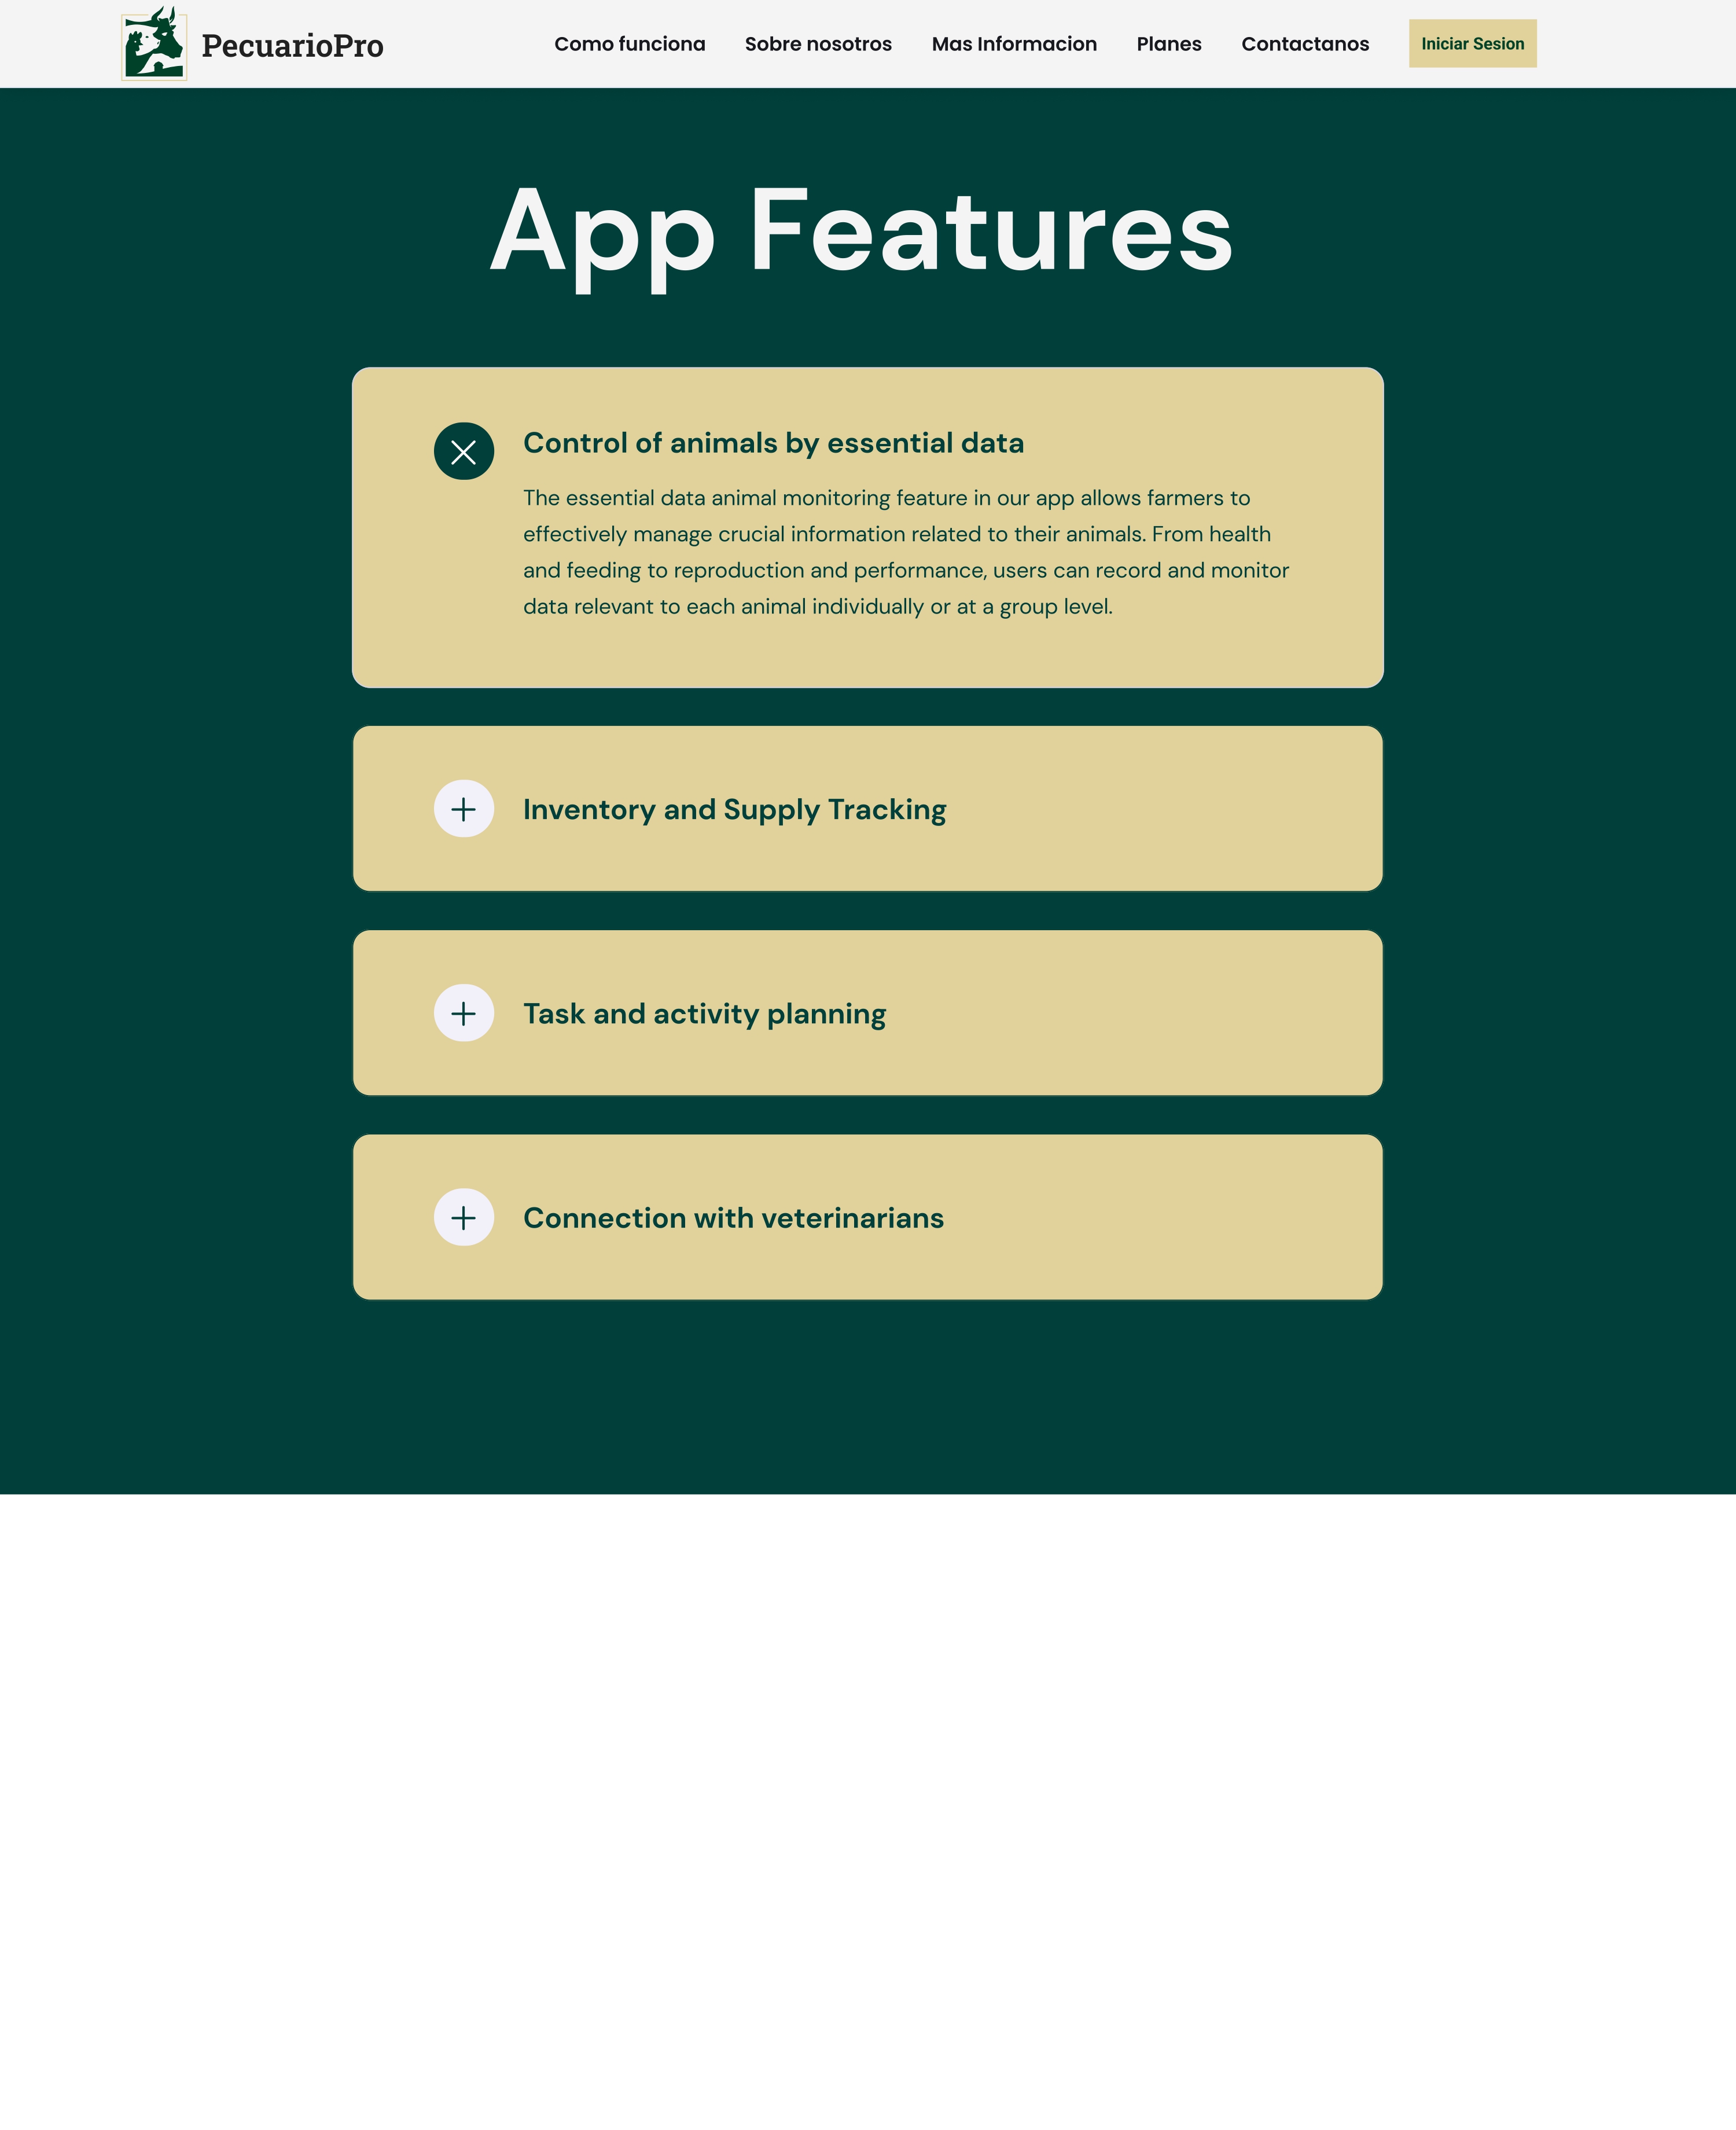 PecuarioPro
Como funciona
Sobre nosotros
Mas Informacion
Planes
Contactanos
Iniciar Sesion
App Features
Control of animals by essential data
The essential data animal monitoring feature in our app allows farmers to
effectively manage crucial information related to their animals. From health
and feeding to reproduction and performance, users can record and monitor
data relevant to each animal individually or at a group level.
Inventory and Supply Tracking
Task and activity planning
Connection with veterinarians